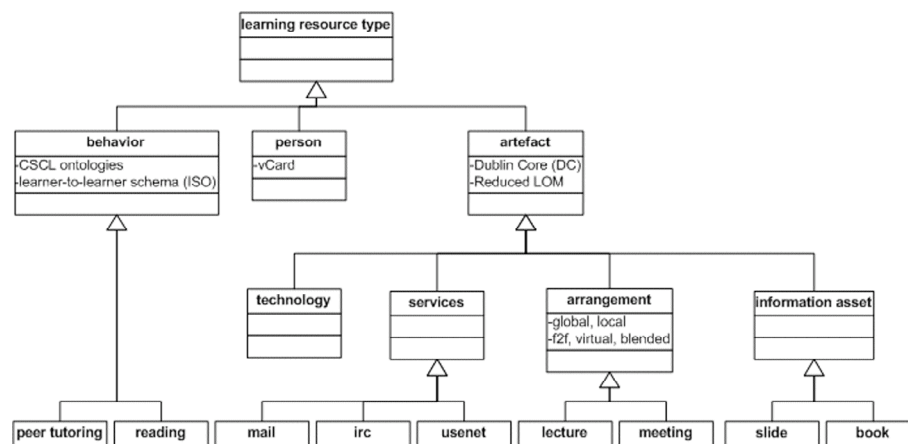 learning resource type
behavior
-CSCL ontologies
-learner-to-learner schema (ISO)
person
-vCard
artefact
-Dublin Core (DC)
-Reduced LOM
technology
services
arrangement
-global, local
-f2f, virtual, blended
information asset
peer tutoring
reading
mail
irc
usenet
lecture
meeting
slide
book